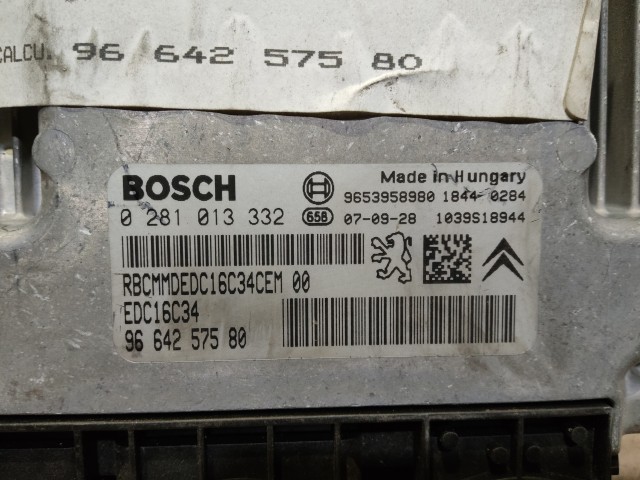 CALCU. 96 642 575 80
BOSCH
Made in Hungary
9653958980 1844 0284
0 281 013 332 658 07-09-28 1039S18944
RBCMMDEDC16C34CEM 00
EDC16C34
96 642 575 80